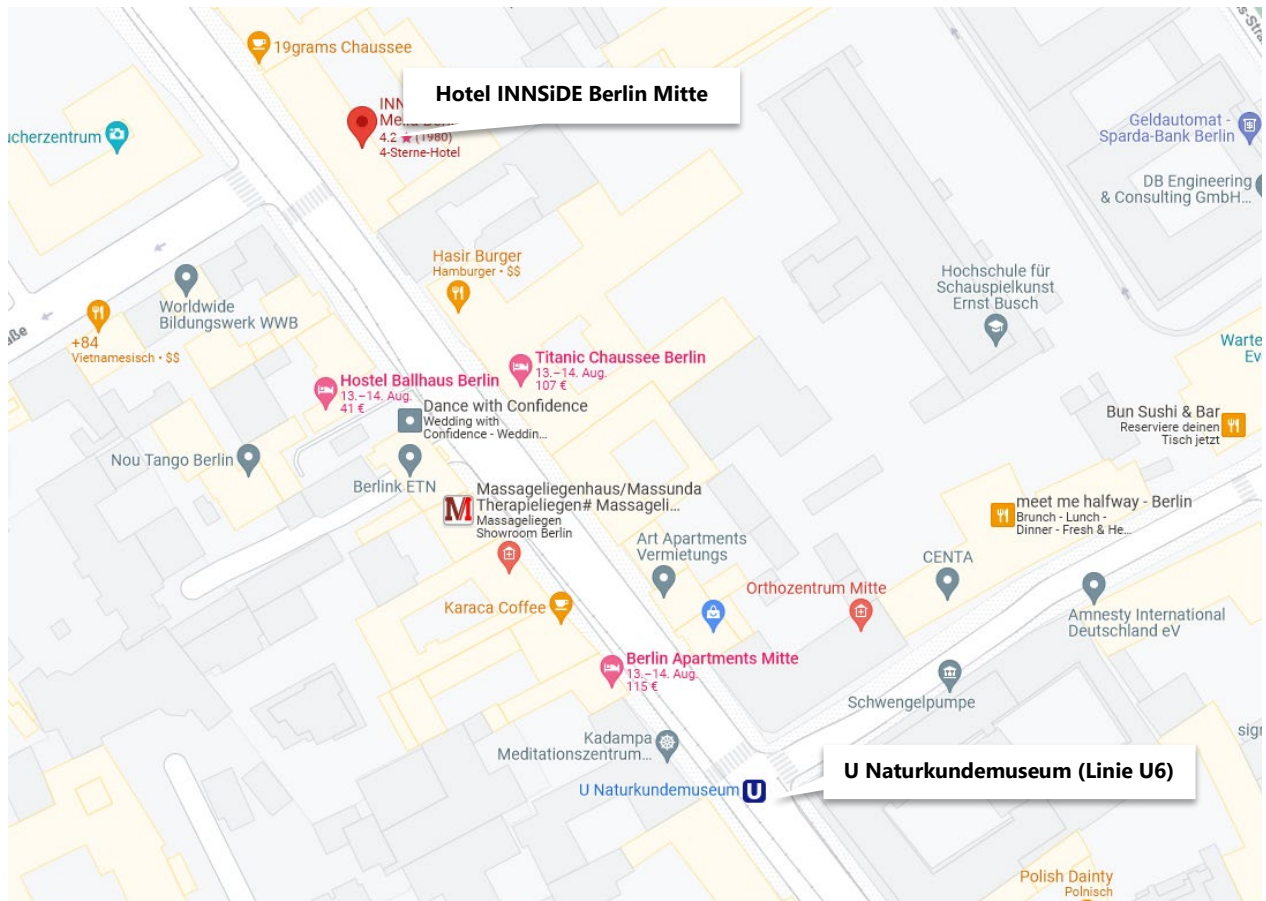 19grams Chaussee
Hotel INNSiDE Berlin Mitte
4.2 ★ (1980)
4-Sterne-Hotel
Geldautomat -
Sparda-Bank Berlin
DB Engineering
& Consulting GmbH...
Hasir Burger
Hamburger · $$
Hochschule für
Schauspielkunst
Ernst Busch
Worldwide
Bildungswerk WWB
+84
Vietnamesisch · $$
Titanic Chaussee Berlin
13.–14. Aug.
107 €
Hostel Ballhaus Berlin
13.–14. Aug.
41 €
Dance with Confidence
Wedding with
Confidence - Weddin...
Bun Sushi & Bar
Reserviere deinen
Tisch jetzt
Nou Tango Berlin
Berlink ETN
M
Massageliegenhaus/Massunda
Therapieliegen# Massageli...
Massageliegen
Showroom Berlin
meet me halfway - Berlin
Brunch - Lunch -
Dinner - Fresh & He...
Art Apartments
Vermietungs
CENTA
Orthozentrum Mitte
Karaca Coffee
Amnesty International
Deutschland eV
Berlin Apartments Mitte
13.–14. Aug.
115 €
Schwengelpumpe
Kadampa
Meditationszentrum...
U Naturkundemuseum (Linie U6)
U Naturkundemuseum
U
Polish Dainty
Polnisch